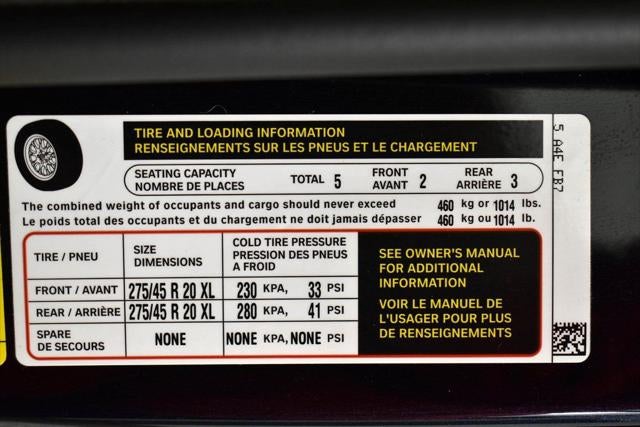 TIRE AND LOADING INFORMATION
RENSEIGNEMENTS SUR LES PNEUS ET LE CHARGEMENT
SEATING CAPACITY
NOMBRE DE PLACES
TOTAL 5
FRONT
AVANT 2
REAR
ARRIÈRE 3
The combined weight of occupants and cargo should never exceed 460 kg or 1014 lbs.
Le poids total des occupants et du chargement ne doit jamais dépasser 460 kg ou 1014 lb.
TIRE / PNEU
SIZE
DIMENSIONS
COLD TIRE PRESSURE
PRESSION DES PNEUS
A FROID
FRONT / AVANT 275/45 R 20 XL 230 KPA, 33 PSI
REAR / ARRIÈRE 275/45 R 20 XL 280 KPA, 41 PSI
SPARE
DE SECOURS
NONE NONE KPA, NONE PSI
SEE OWNER'S MANUAL
FOR ADDITIONAL
INFORMATION
VOIR LE MANUEL DE
L'USAGER POUR PLUS
DE RENSEIGNEMENTS
5 A4E FB7